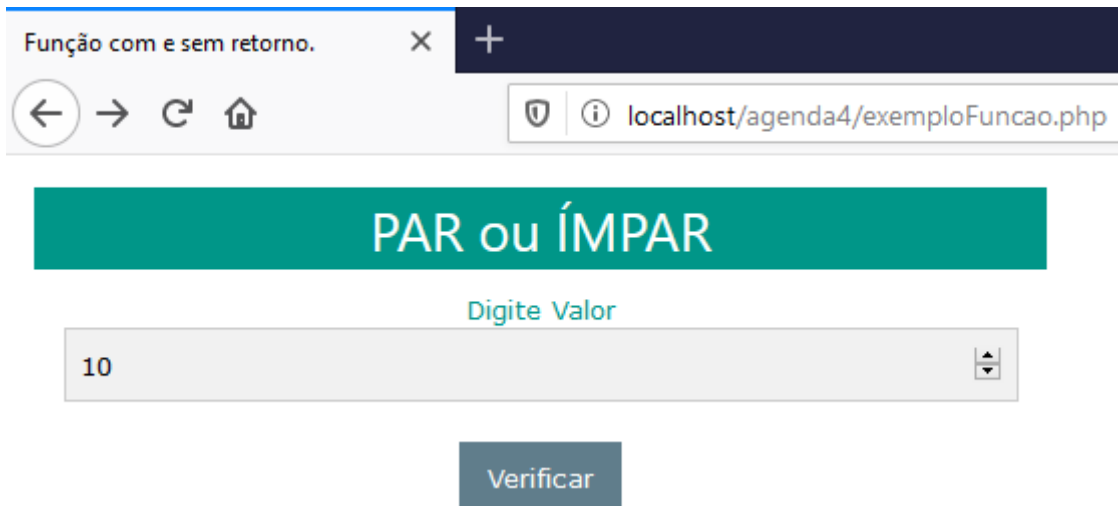 Função com e sem retorno.
localhost/agenda4/exemploFuncao.php
PAR ou ÍMPAR
Digite Valor
10
Verificar